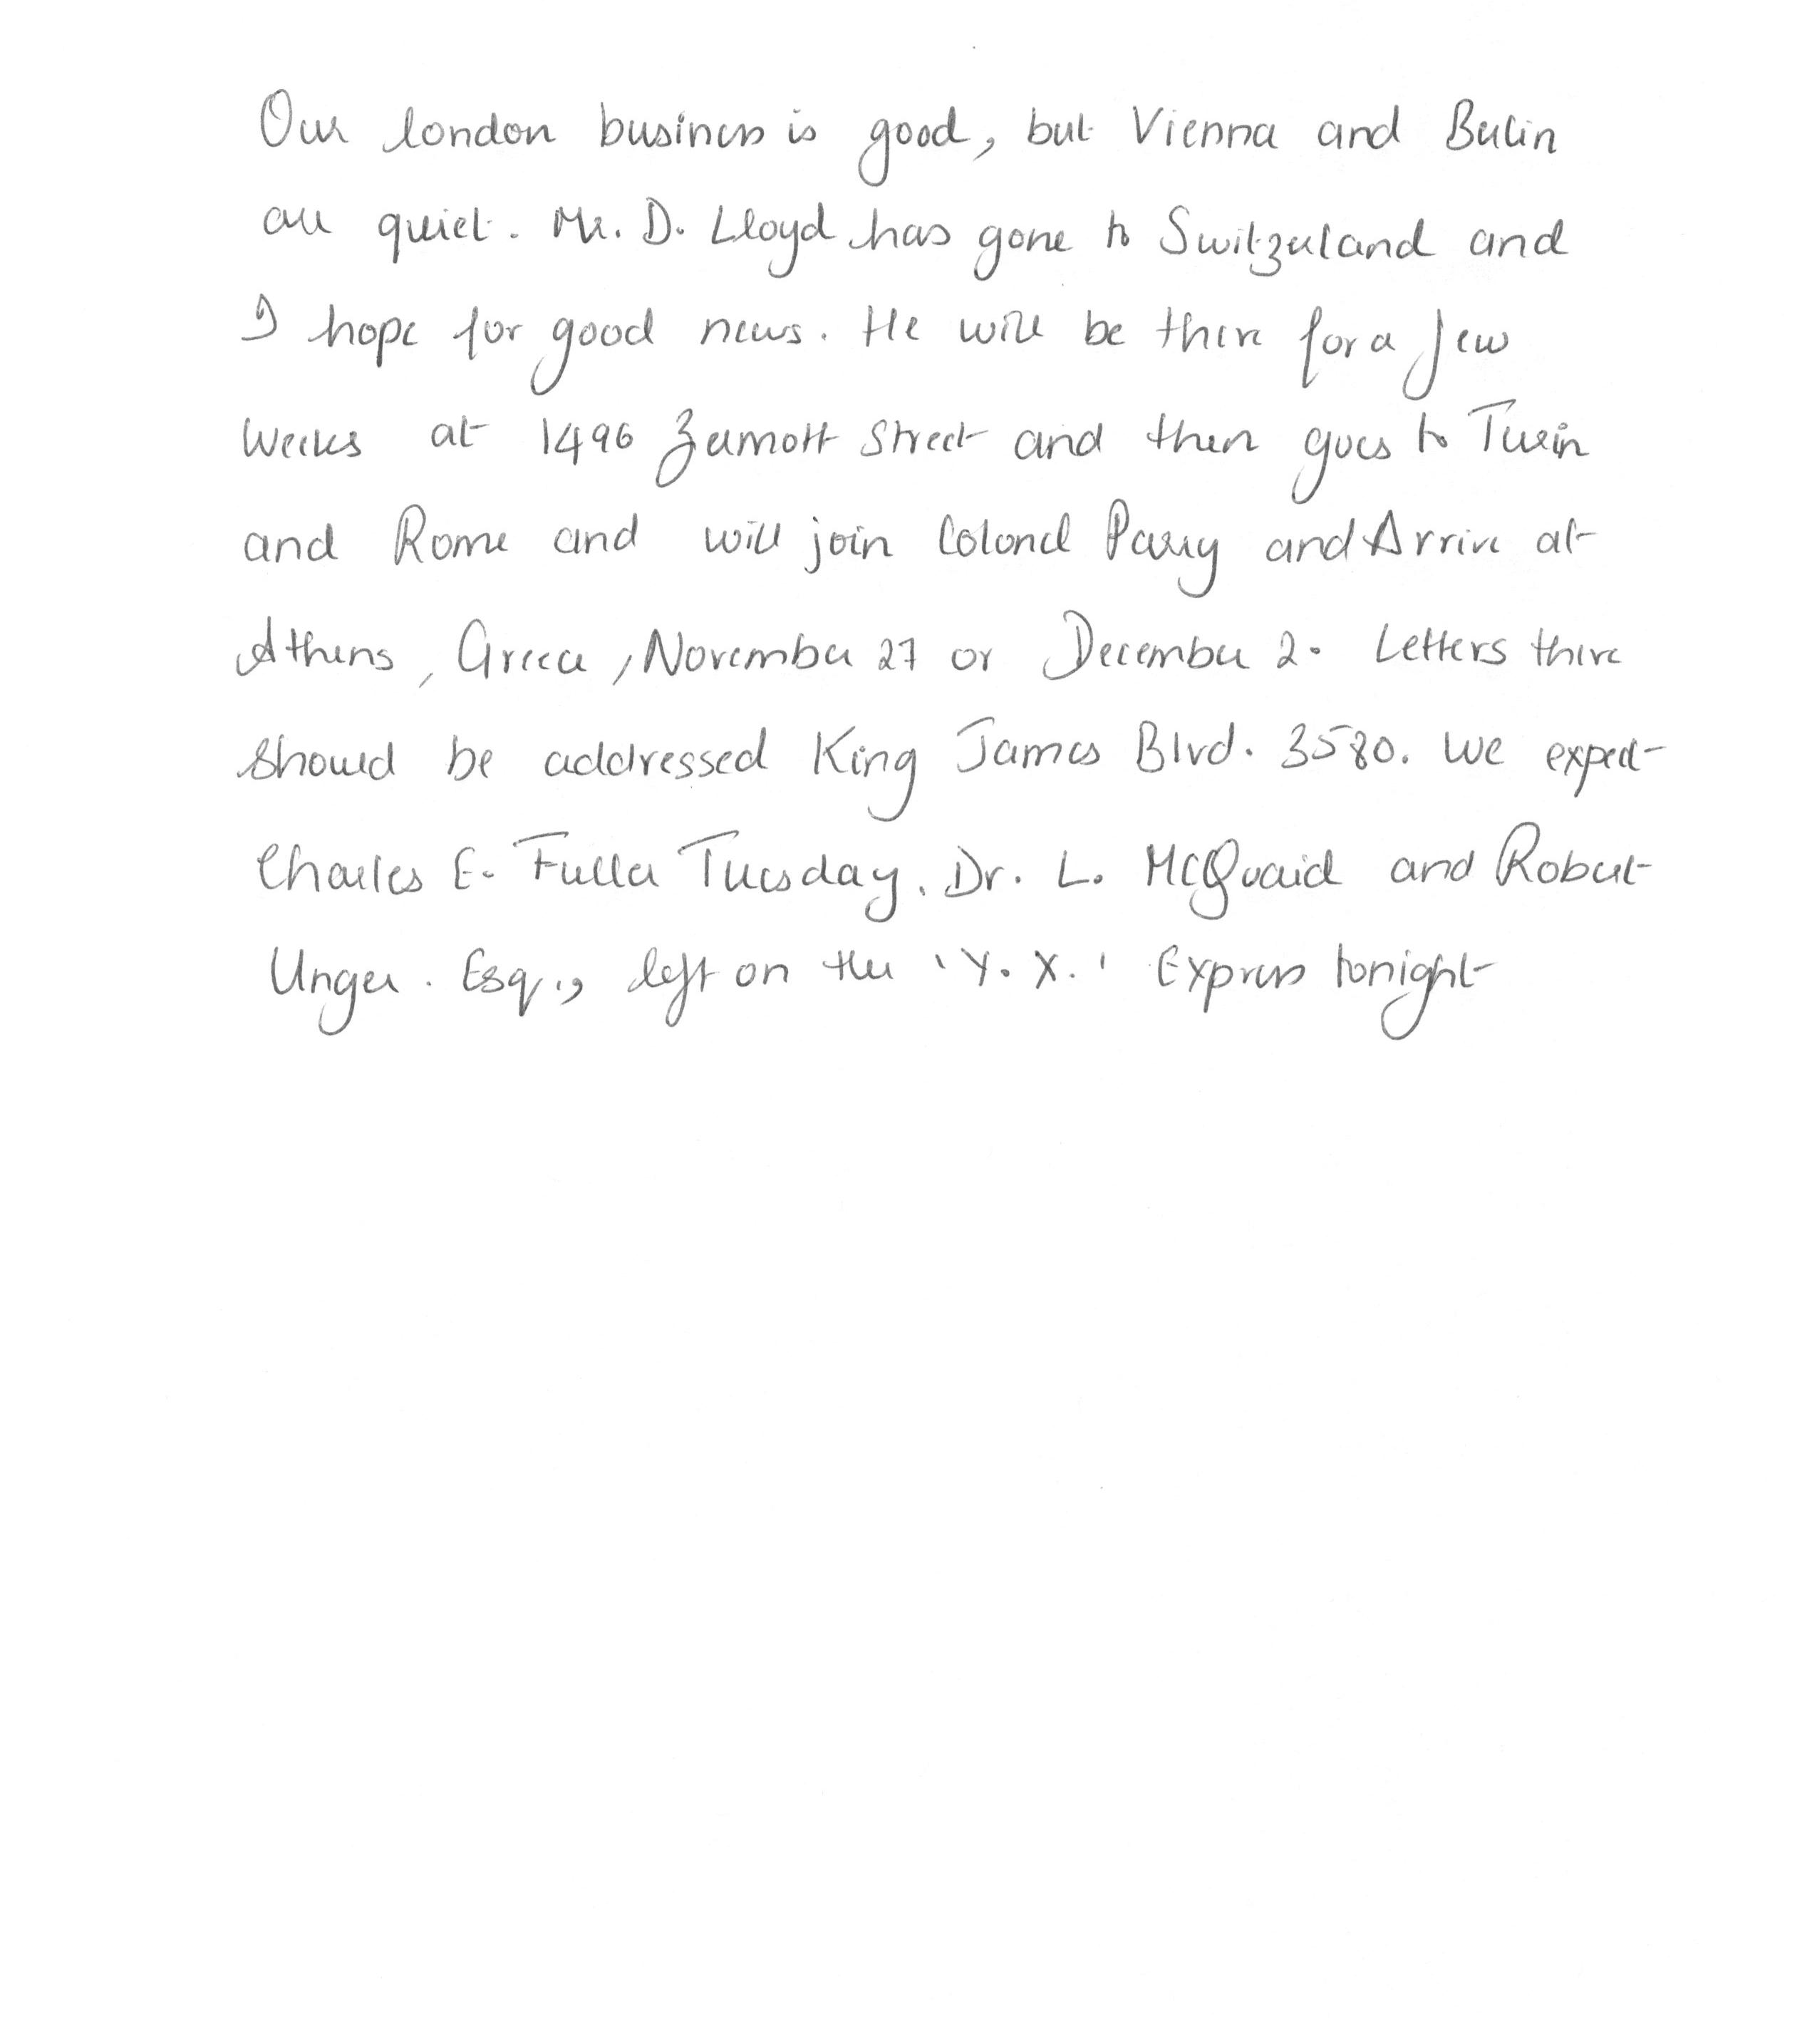 Our london business is good, but Vienna and Berlin
are quiet. Mr. D. Lloyd has gone to Switzerland and
I hope for good news. He will be there for a few
weeks at 1496 Zermott Street and then goes to Turin
and Rome and will join Colonel Parry and Arrive at
Athens, Greece, November 27 or December 2. Letters there
should be addressed King James Blvd. 3580. We expect
Charles E. Fuller Tuesday. Dr. L. McQuaid and Robert
Unger. Esq., left on the 'Y. X.' Express tonight